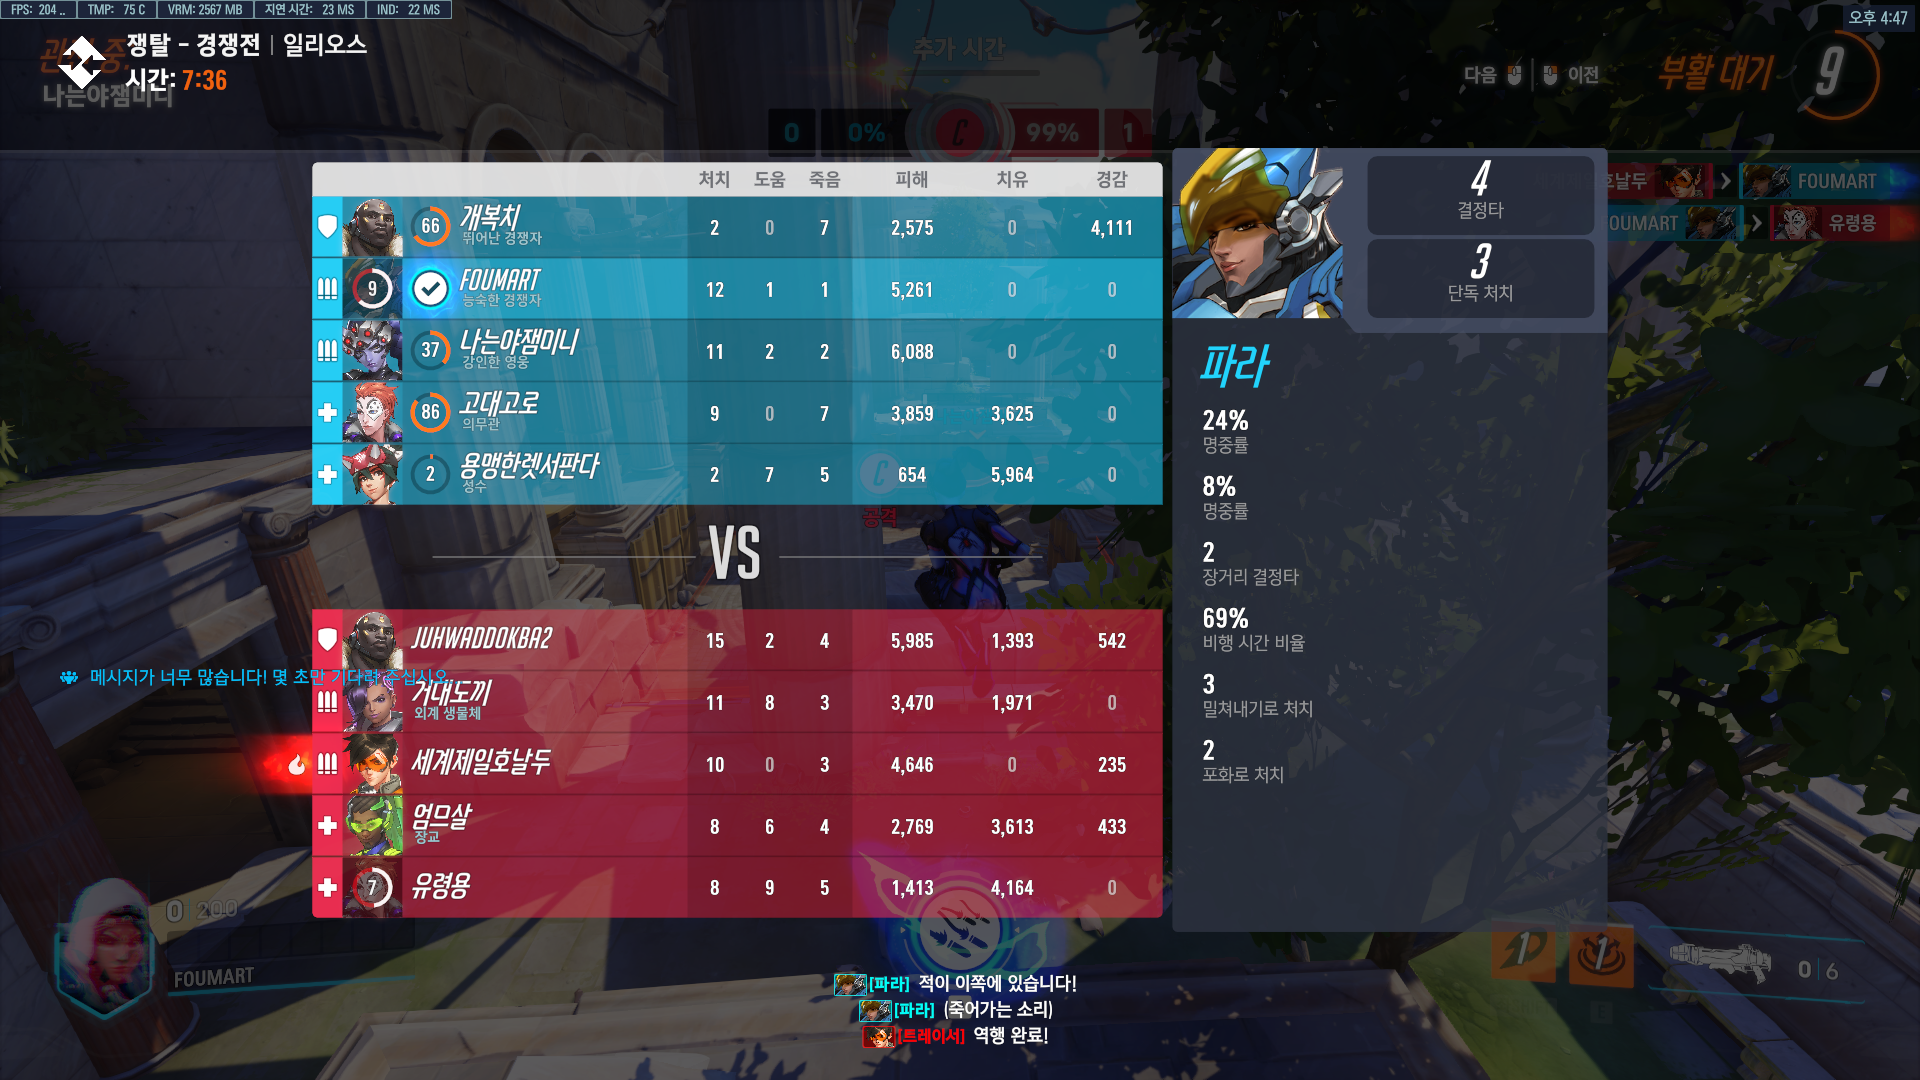 FPS: 204 .. TMP: 75 C VRM: 2567 MB 지연 시간: 23 MS IND: 22 MS
오후 4:47
쟁탈 - 경쟁전 | 일리오스
시간: 7:36
나는야잼미니
추가 시간
다음 이전
부활 대기 9
0 0% C 99% 1
호날두 FOUMART
FOUMART 유령용
처치 도움 죽음 피해 치유 경감
66 개복치 2 0 7 2,575 0 4,111
뛰어난 경쟁자
9 FOUMART 12 1 1 5,261 0 0
능숙한 경쟁자
37 나는야잼미니 11 2 2 6,088 0 0
강인한 영웅
86 고대고로 9 0 7 3,859 3,625 0
의무관
2 용맹한렛서판다 2 7 5 654 5,964 0
성수
C
공격
VS
JUHWADDOKBA2 15 2 4 5,985 1,393 542
메시지가 너무 많습니다! 몇 초만 기다려 주십시오...
거대도끼 11 8 3 3,470 1,971 0
외계 생물체
세계제일호날두 10 0 3 4,646 0 235
엄므살 8 6 4 2,769 3,613 433
장교
7 유령용 8 9 5 1,413 4,164 0
4
결정타
3
단독 처치
파라
24%
명중률
8%
명중률
2
장거리 결정타
69%
비행 시간 비율
3
밀쳐내기로 처치
2
포화로 처치
0 200
FOUMART
1 1 0 6
[파라] 적이 이쪽에 있습니다!
[파라] (죽어가는 소리)
[트레이서] 역행 완료!